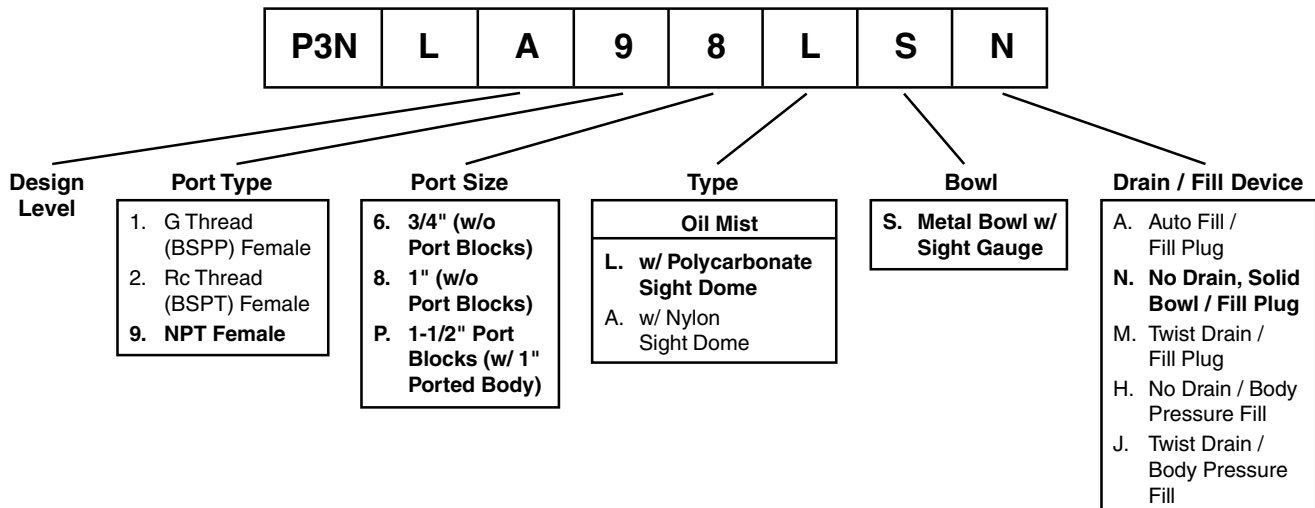 P3N L A 9 8 L S N
Design
Level
Port Type
1. G Thread
(BSPP) Female
2. Rc Thread
(BSPT) Female
9. NPT Female
Port Size
6. 3/4" (w/o
Port Blocks)
8. 1" (w/o
Port Blocks)
P. 1-1/2" Port
Blocks (w/ 1"
Ported Body)
Type
Oil Mist
L. w/ Polycarbonate
Sight Dome
A. w/ Nylon
Sight Dome
Bowl
S. Metal Bowl w/
Sight Gauge
Drain / Fill Device
A. Auto Fill /
Fill Plug
N. No Drain, Solid
Bowl / Fill Plug
M. Twist Drain /
Fill Plug
H. No Drain / Body
Pressure Fill
J. Twist Drain /
Body Pressure
Fill